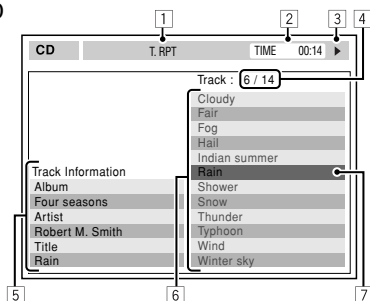 1 2 3 4
CD T. RPT TIME 00:14
Track : 6 / 14
Cloudy
Fair
Fog
Hail
Indian summer
Track Information Rain
Album Shower
Four seasons Snow
Artist Thunder
Robert M. Smith Typhoon
Title Wind
Rain Winter sky
5 6 7